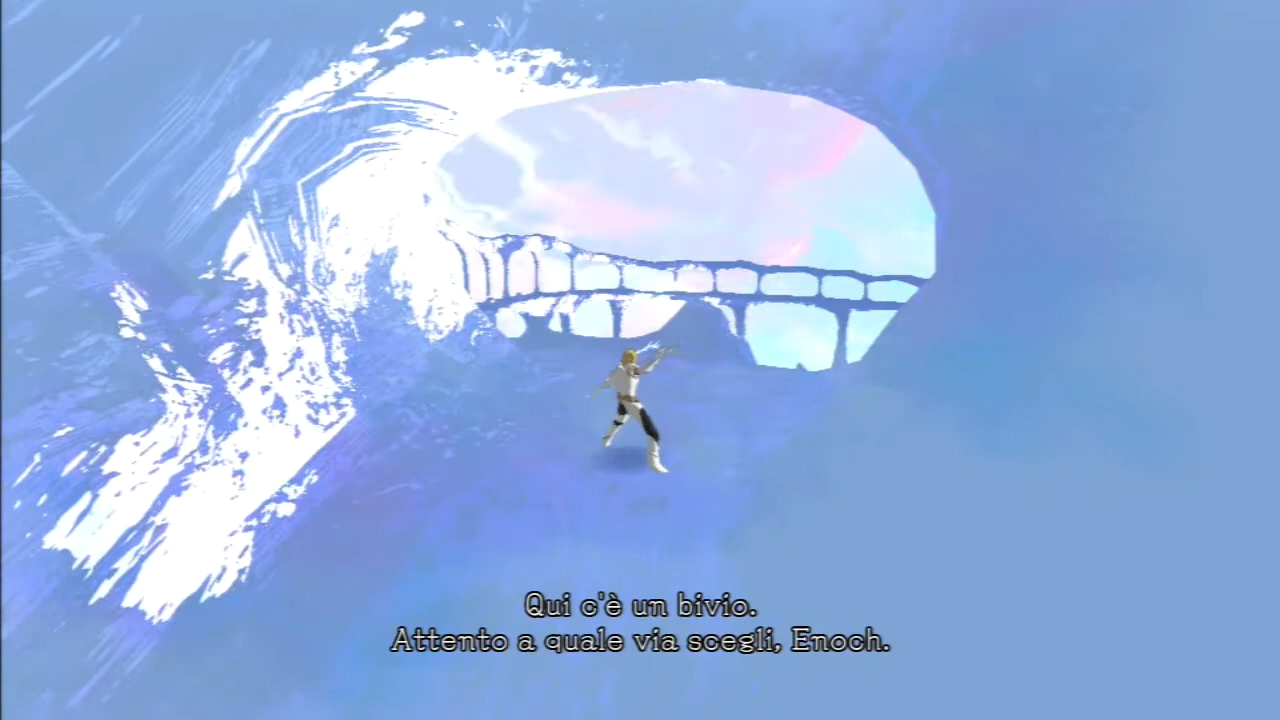 Qui c'è un bivio.
Attento a quale via scegli, Enoch.